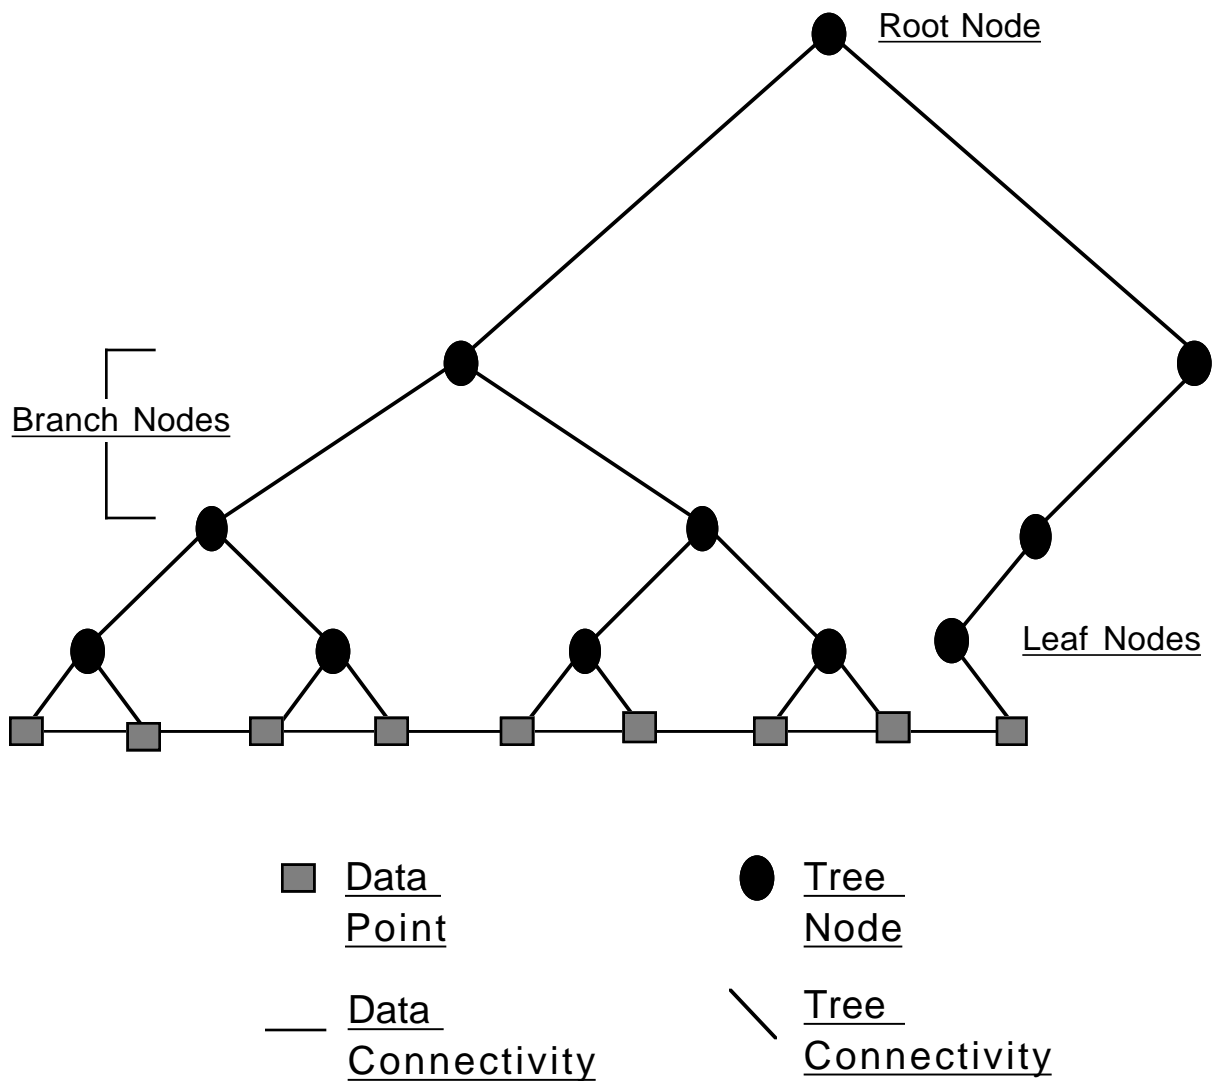 Root Node
Branch Nodes
Leaf Nodes
Data
Point
Tree
Node
Data
Connectivity
Tree
Connectivity